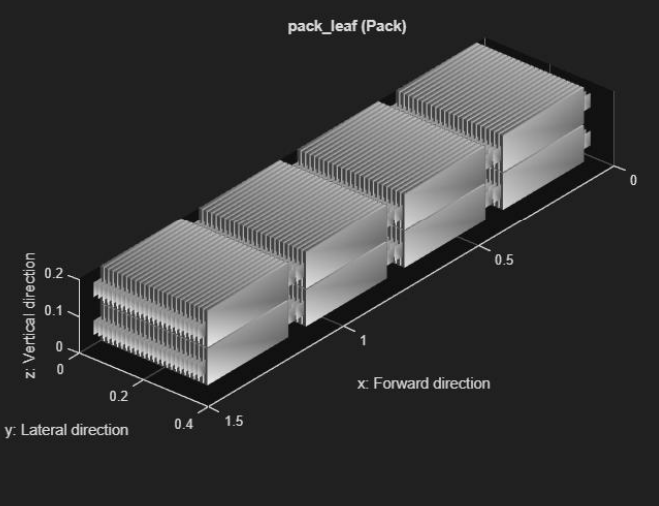 pack_leaf (Pack)
0
0.5
1
1.5
x: Forward direction
0.2
0.1
0
z: Vertical direction
0
0.2
0.4
y: Lateral direction